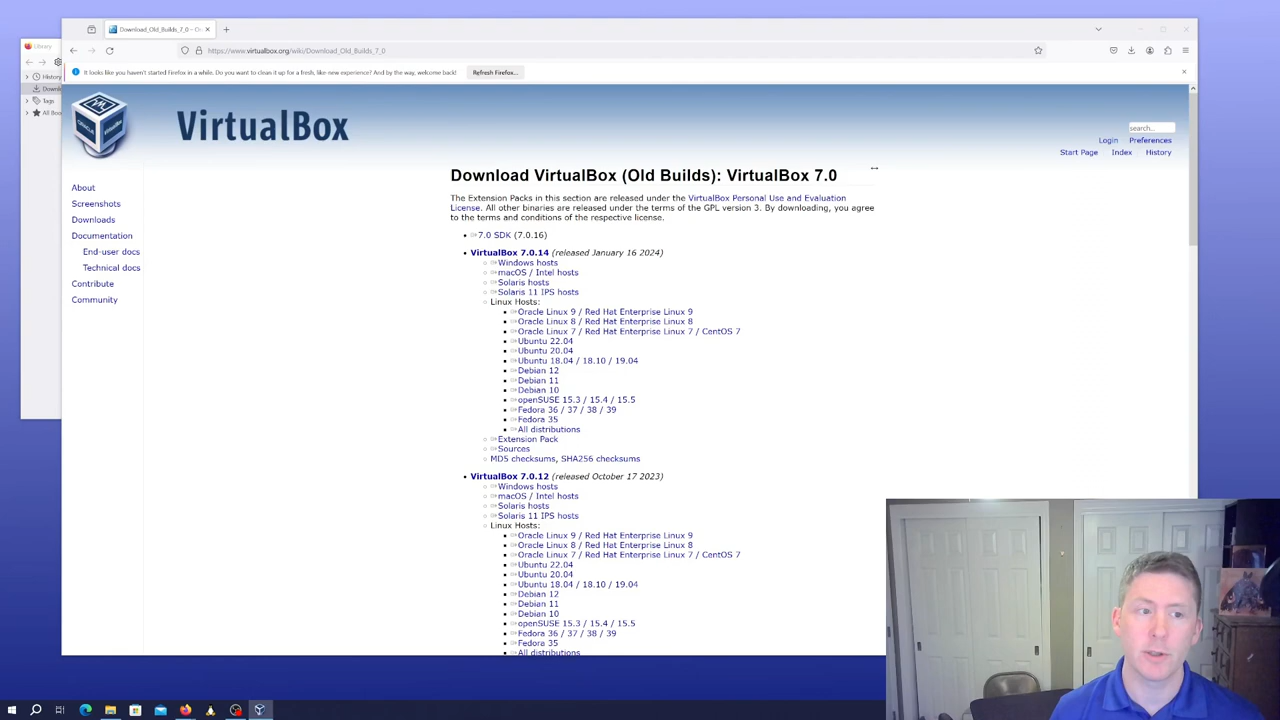 Library
History
Downl
Tags
All Boo
Download_Old_Builds_7_0 – Or
https://www.virtualbox.org/wiki/Download_Old_Builds_7_0
It looks like you haven't started Firefox in a while. Do you want to clean it up for a fresh, like-new experience? And by the way, welcome back!
Refresh Firefox...
ORACLE
VirtualBox
search...
Login Preferences
Start Page Index History
About
Screenshots
Downloads
Documentation
End-user docs
Technical docs
Contribute
Community
Download VirtualBox (Old Builds): VirtualBox 7.0
The Extension Packs in this section are released under the VirtualBox Personal Use and Evaluation
License. All other binaries are released under the terms of the GPL version 3. By downloading, you agree
to the terms and conditions of the respective license.
7.0 SDK (7.0.16)
VirtualBox 7.0.14 (released January 16 2024)
Windows hosts
macOS / Intel hosts
Solaris hosts
Solaris 11 IPS hosts
Linux Hosts:
Oracle Linux 9 / Red Hat Enterprise Linux 9
Oracle Linux 8 / Red Hat Enterprise Linux 8
Oracle Linux 7 / Red Hat Enterprise Linux 7 / CentOS 7
Ubuntu 22.04
Ubuntu 20.04
Ubuntu 18.04 / 18.10 / 19.04
Debian 12
Debian 11
Debian 10
openSUSE 15.3 / 15.4 / 15.5
Fedora 36 / 37 / 38 / 39
Fedora 35
All distributions
Extension Pack
Sources
MD5 checksums, SHA256 checksums
VirtualBox 7.0.12 (released October 17 2023)
Windows hosts
macOS / Intel hosts
Solaris hosts
Solaris 11 IPS hosts
Linux Hosts:
Oracle Linux 9 / Red Hat Enterprise Linux 9
Oracle Linux 8 / Red Hat Enterprise Linux 8
Oracle Linux 7 / Red Hat Enterprise Linux 7 / CentOS 7
Ubuntu 22.04
Ubuntu 20.04
Ubuntu 18.04 / 18.10 / 19.04
Debian 12
Debian 11
Debian 10
openSUSE 15.3 / 15.4 / 15.5
Fedora 36 / 37 / 38 / 39
Fedora 35
All distributions